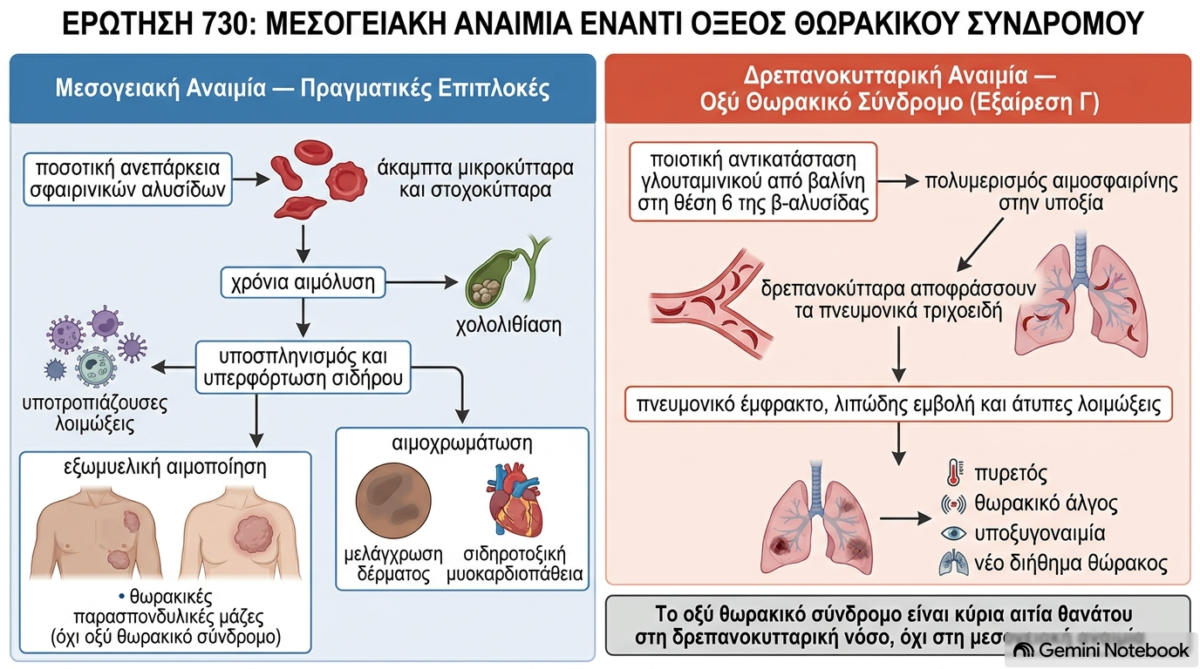 ΕΡΩΤΗΣΗ 730: ΜΕΣΟΓΕΙΑΚΗ ΑΝΑΙΜΙΑ ΕΝΑΝΤΙ ΟΞΕΟΣ ΘΩΡΑΚΙΚΟΥ ΣΥΝΔΡΟΜΟΥ
Μεσογειακή Αναιμία — Πραγματικές Επιπλοκές
ποσοτική ανεπάρκεια
σφαιρινικών αλυσίδων
άκαμπτα μικροκύτταρα
και στοχοκύτταρα
χρόνια αιμόλυση
χολολιθίαση
υποσπληνισμός και
υπερφόρτωση σιδήρου
υποτροπιάζουσες
λοιμώξεις
εξωμυελική αιμοποίηση
• θωρακικές
παρασπονδυλικές μάζες
(όχι οξύ θωρακικό σύνδρομο)
αιμοχρωμάτωση
μελάγχρωση
δέρματος
σιδηροτοξική
μυοκαρδιοπάθεια
Δρεπανοκυτταρική Αναιμία —
Οξύ Θωρακικό Σύνδρομο (Εξαίρεση Γ)
ποιοτική αντικατάσταση
γλουταμινικού από βαλίνη
στη θέση 6 της β-αλυσίδας
πολυμερισμός αιμοσφαιρίνης
στην υποξία
δρεπανοκύτταρα αποφράσσουν
τα πνευμονικά τριχοειδή
πνευμονικό έμφρακτο, λιπώδης εμβολή και άτυπες λοιμώξεις
πυρετός
θωρακικό άλγος
υποξυγοναιμία
νέο διήθημα θώρακος
Το οξύ θωρακικό σύνδρομο είναι κύρια αιτία θανάτου
στη δρεπανοκυτταρική νόσο, όχι στη
Gemini Notebook